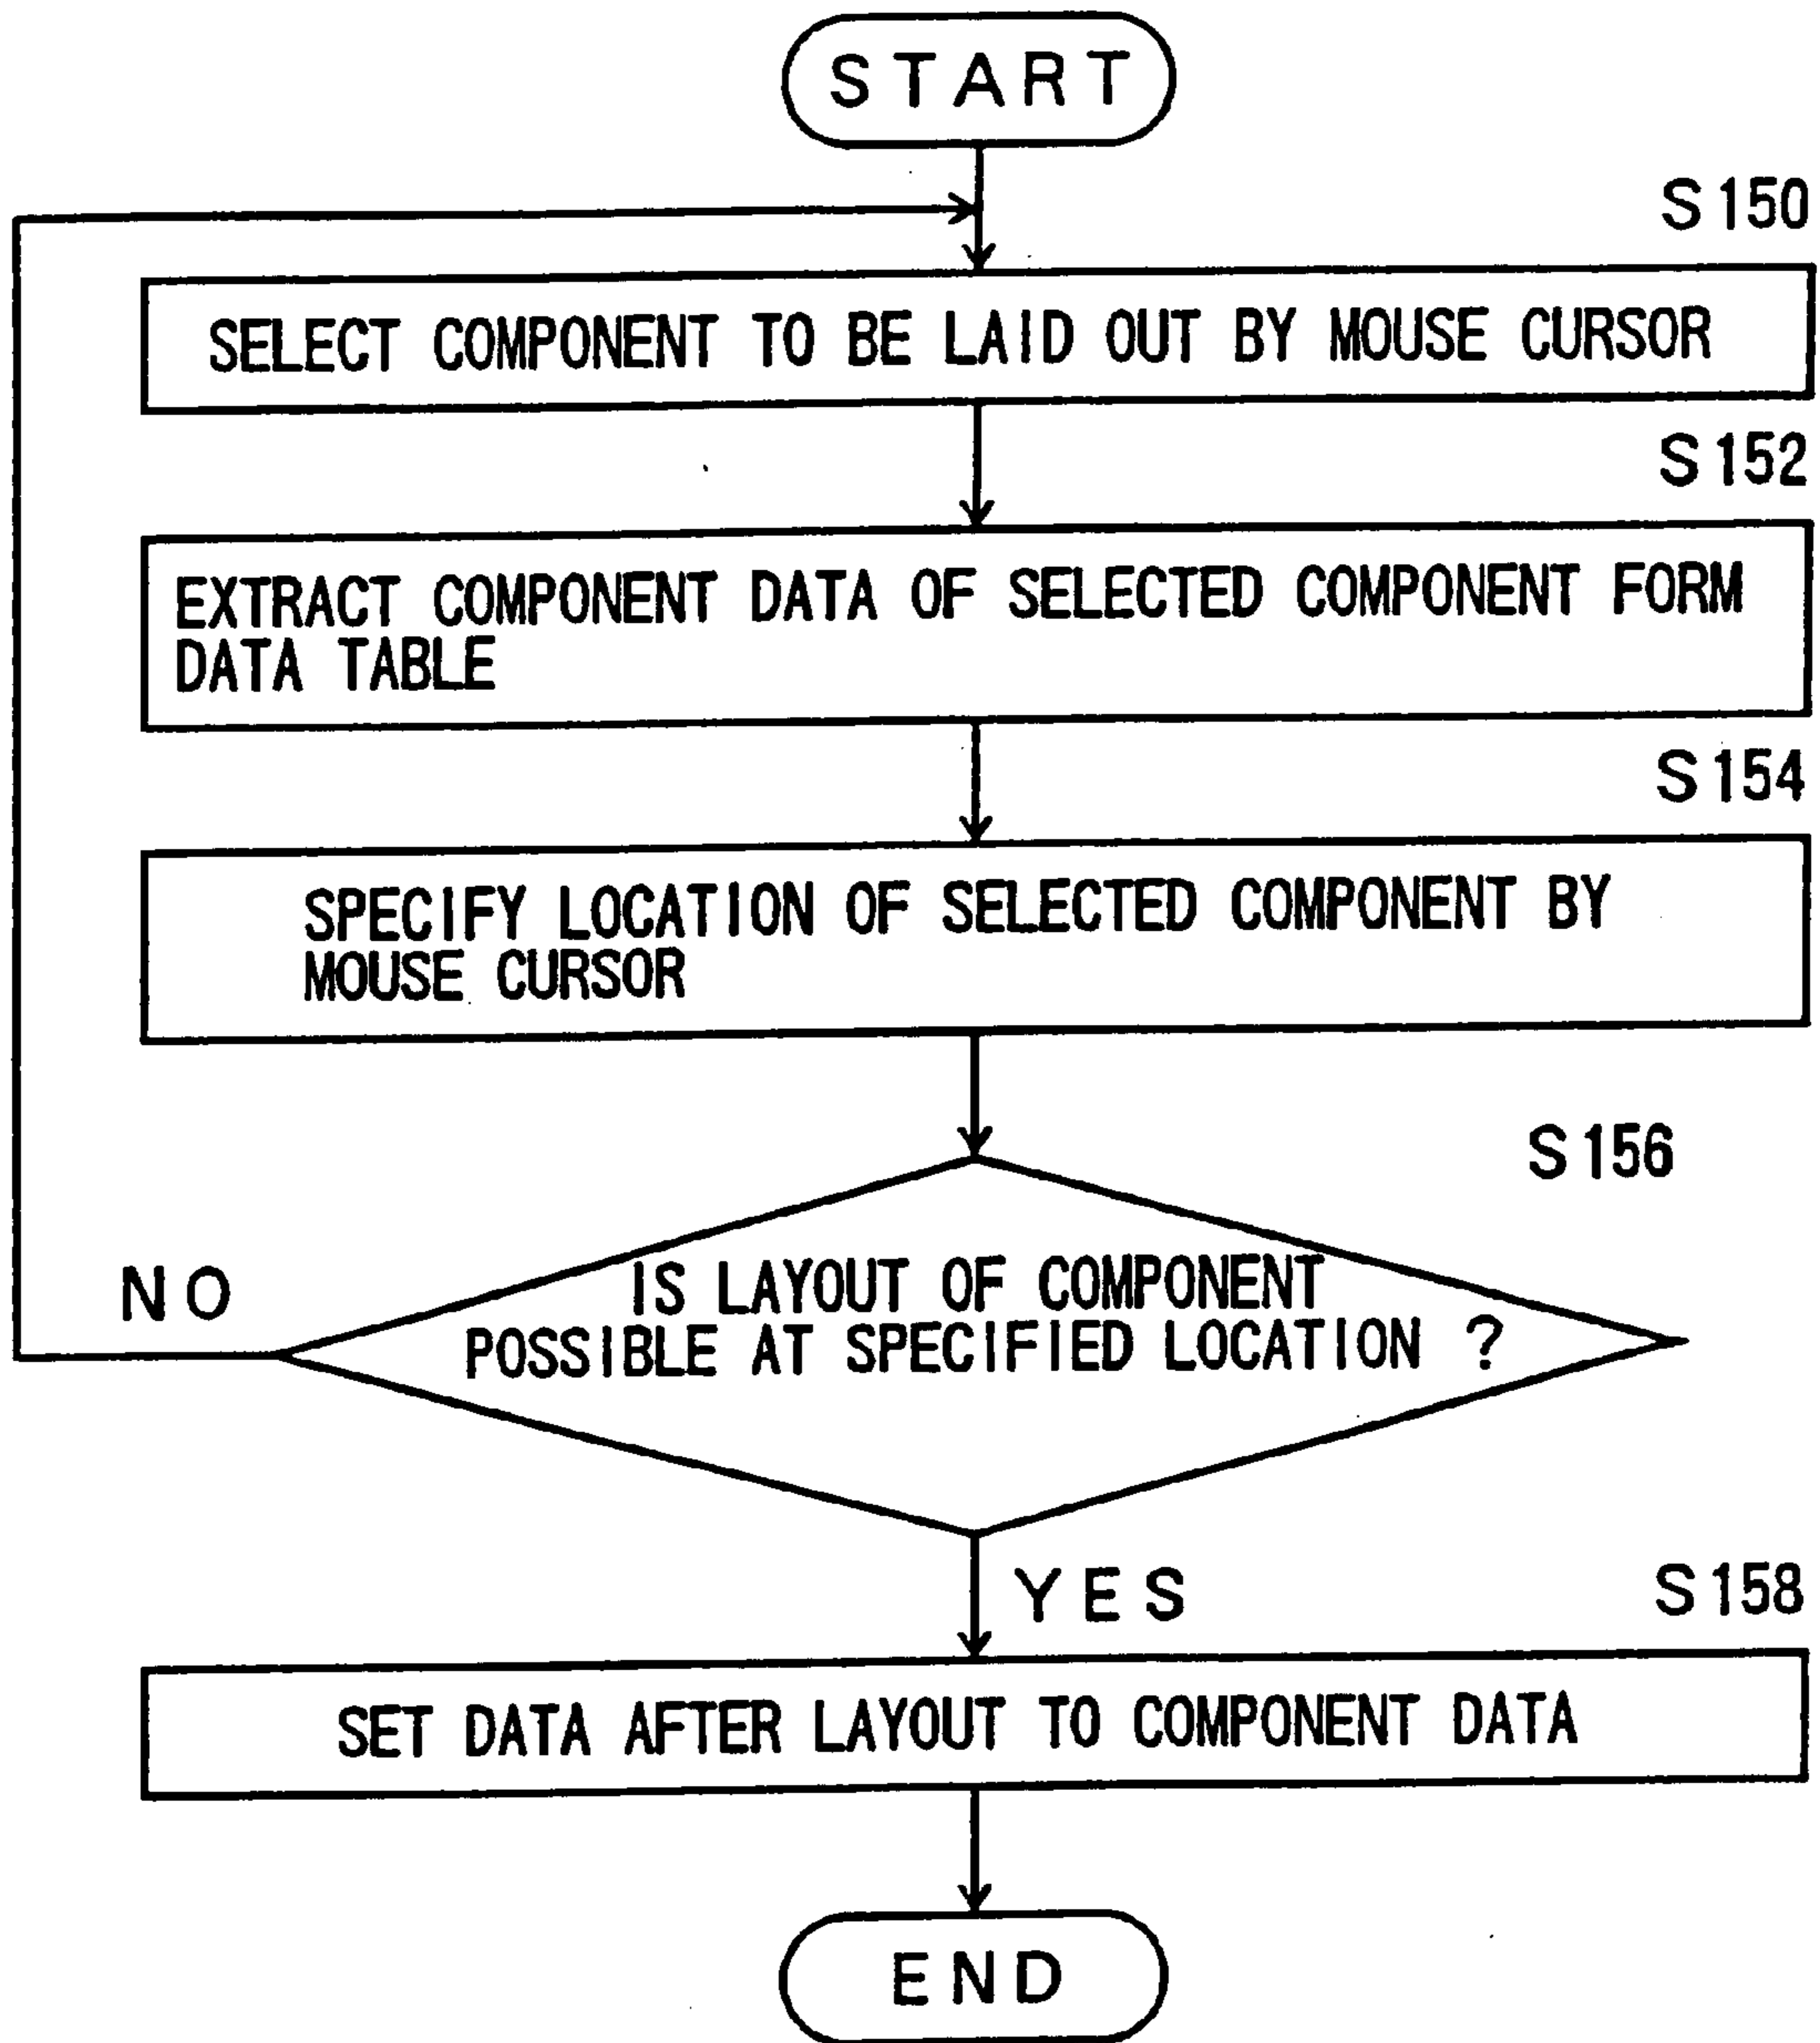 START
S150
SELECT COMPONENT TO BE LAID OUT BY MOUSE CURSOR
S152
EXTRACT COMPONENT DATA OF SELECTED COMPONENT FORM
DATA TABLE
S154
SPECIFY LOCATION OF SELECTED COMPONENT BY
MOUSE CURSOR
S156
NO
IS LAYOUT OF COMPONENT
POSSIBLE AT SPECIFIED LOCATION ?
YES
S158
SET DATA AFTER LAYOUT TO COMPONENT DATA
END